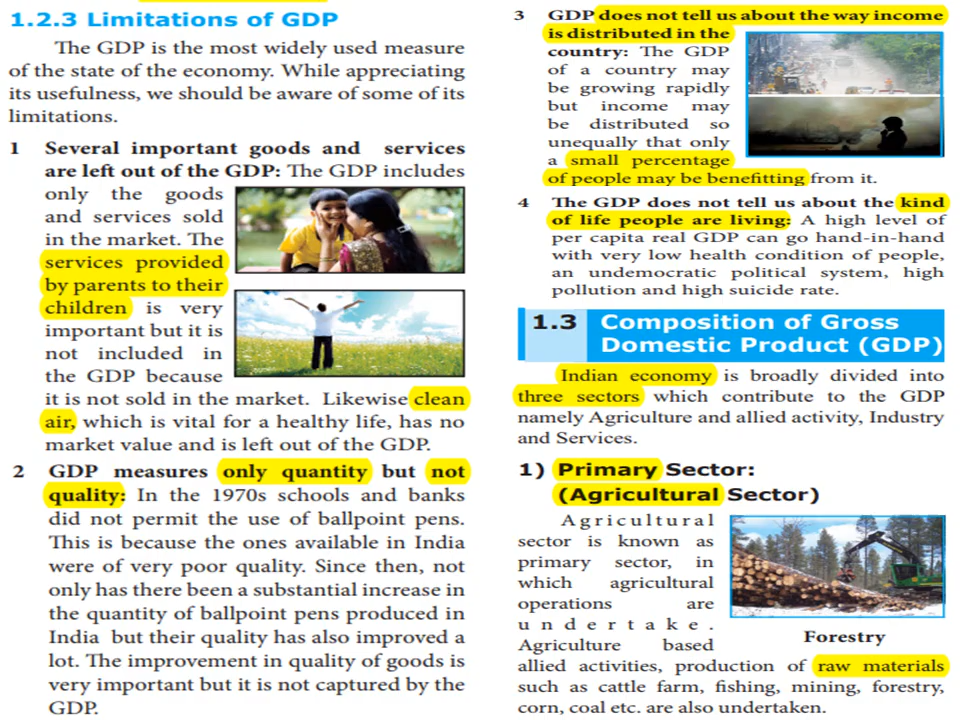 1.2.3 Limitations of GDP
The GDP is the most widely used measure
of the state of the economy. While appreciating
its usefulness, we should be aware of some of its
limitations.
1 Several important goods and services
are left out of the GDP: The GDP includes
only the goods
and services sold
in the market. The
services provided
by parents to their
children is very
important but it is
not included in
the GDP because
it is not sold in the market. Likewise clean
air, which is vital for a healthy life, has no
market value and is left out of the GDP.
2 GDP measures only quantity but not
quality: In the 1970s schools and banks
did not permit the use of ballpoint pens.
This is because the ones available in India
were of very poor quality. Since then, not
only has there been a substantial increase in
the quantity of ballpoint pens produced in
India but their quality has also improved a
lot. The improvement in quality of goods is
very important but it is not captured by the
GDP.
3 GDP does not tell us about the way income
is distributed in the
country: The GDP
of a country may
be growing rapidly
but income may
be distributed so
unequally that only
a small percentage
of people may be benefitting from it.
4 The GDP does not tell us about the kind
of life people are living: A high level of
per capita real GDP can go hand-in-hand
with very low health condition of people,
an undemocratic political system, high
pollution and high suicide rate.
1.3 Composition of Gross
Domestic Product (GDP)
Indian economy is broadly divided into
three sectors which contribute to the GDP
namely Agriculture and allied activity, Industry
and Services.
1) Primary Sector:
(Agricultural Sector)
Agricultural
sector is known as
primary sector, in
which agricultural
operations are
undertake.
Agriculture based
Forestry
allied activities, production of raw materials
such as cattle farm, fishing, mining, forestry,
corn, coal etc. are also undertaken.